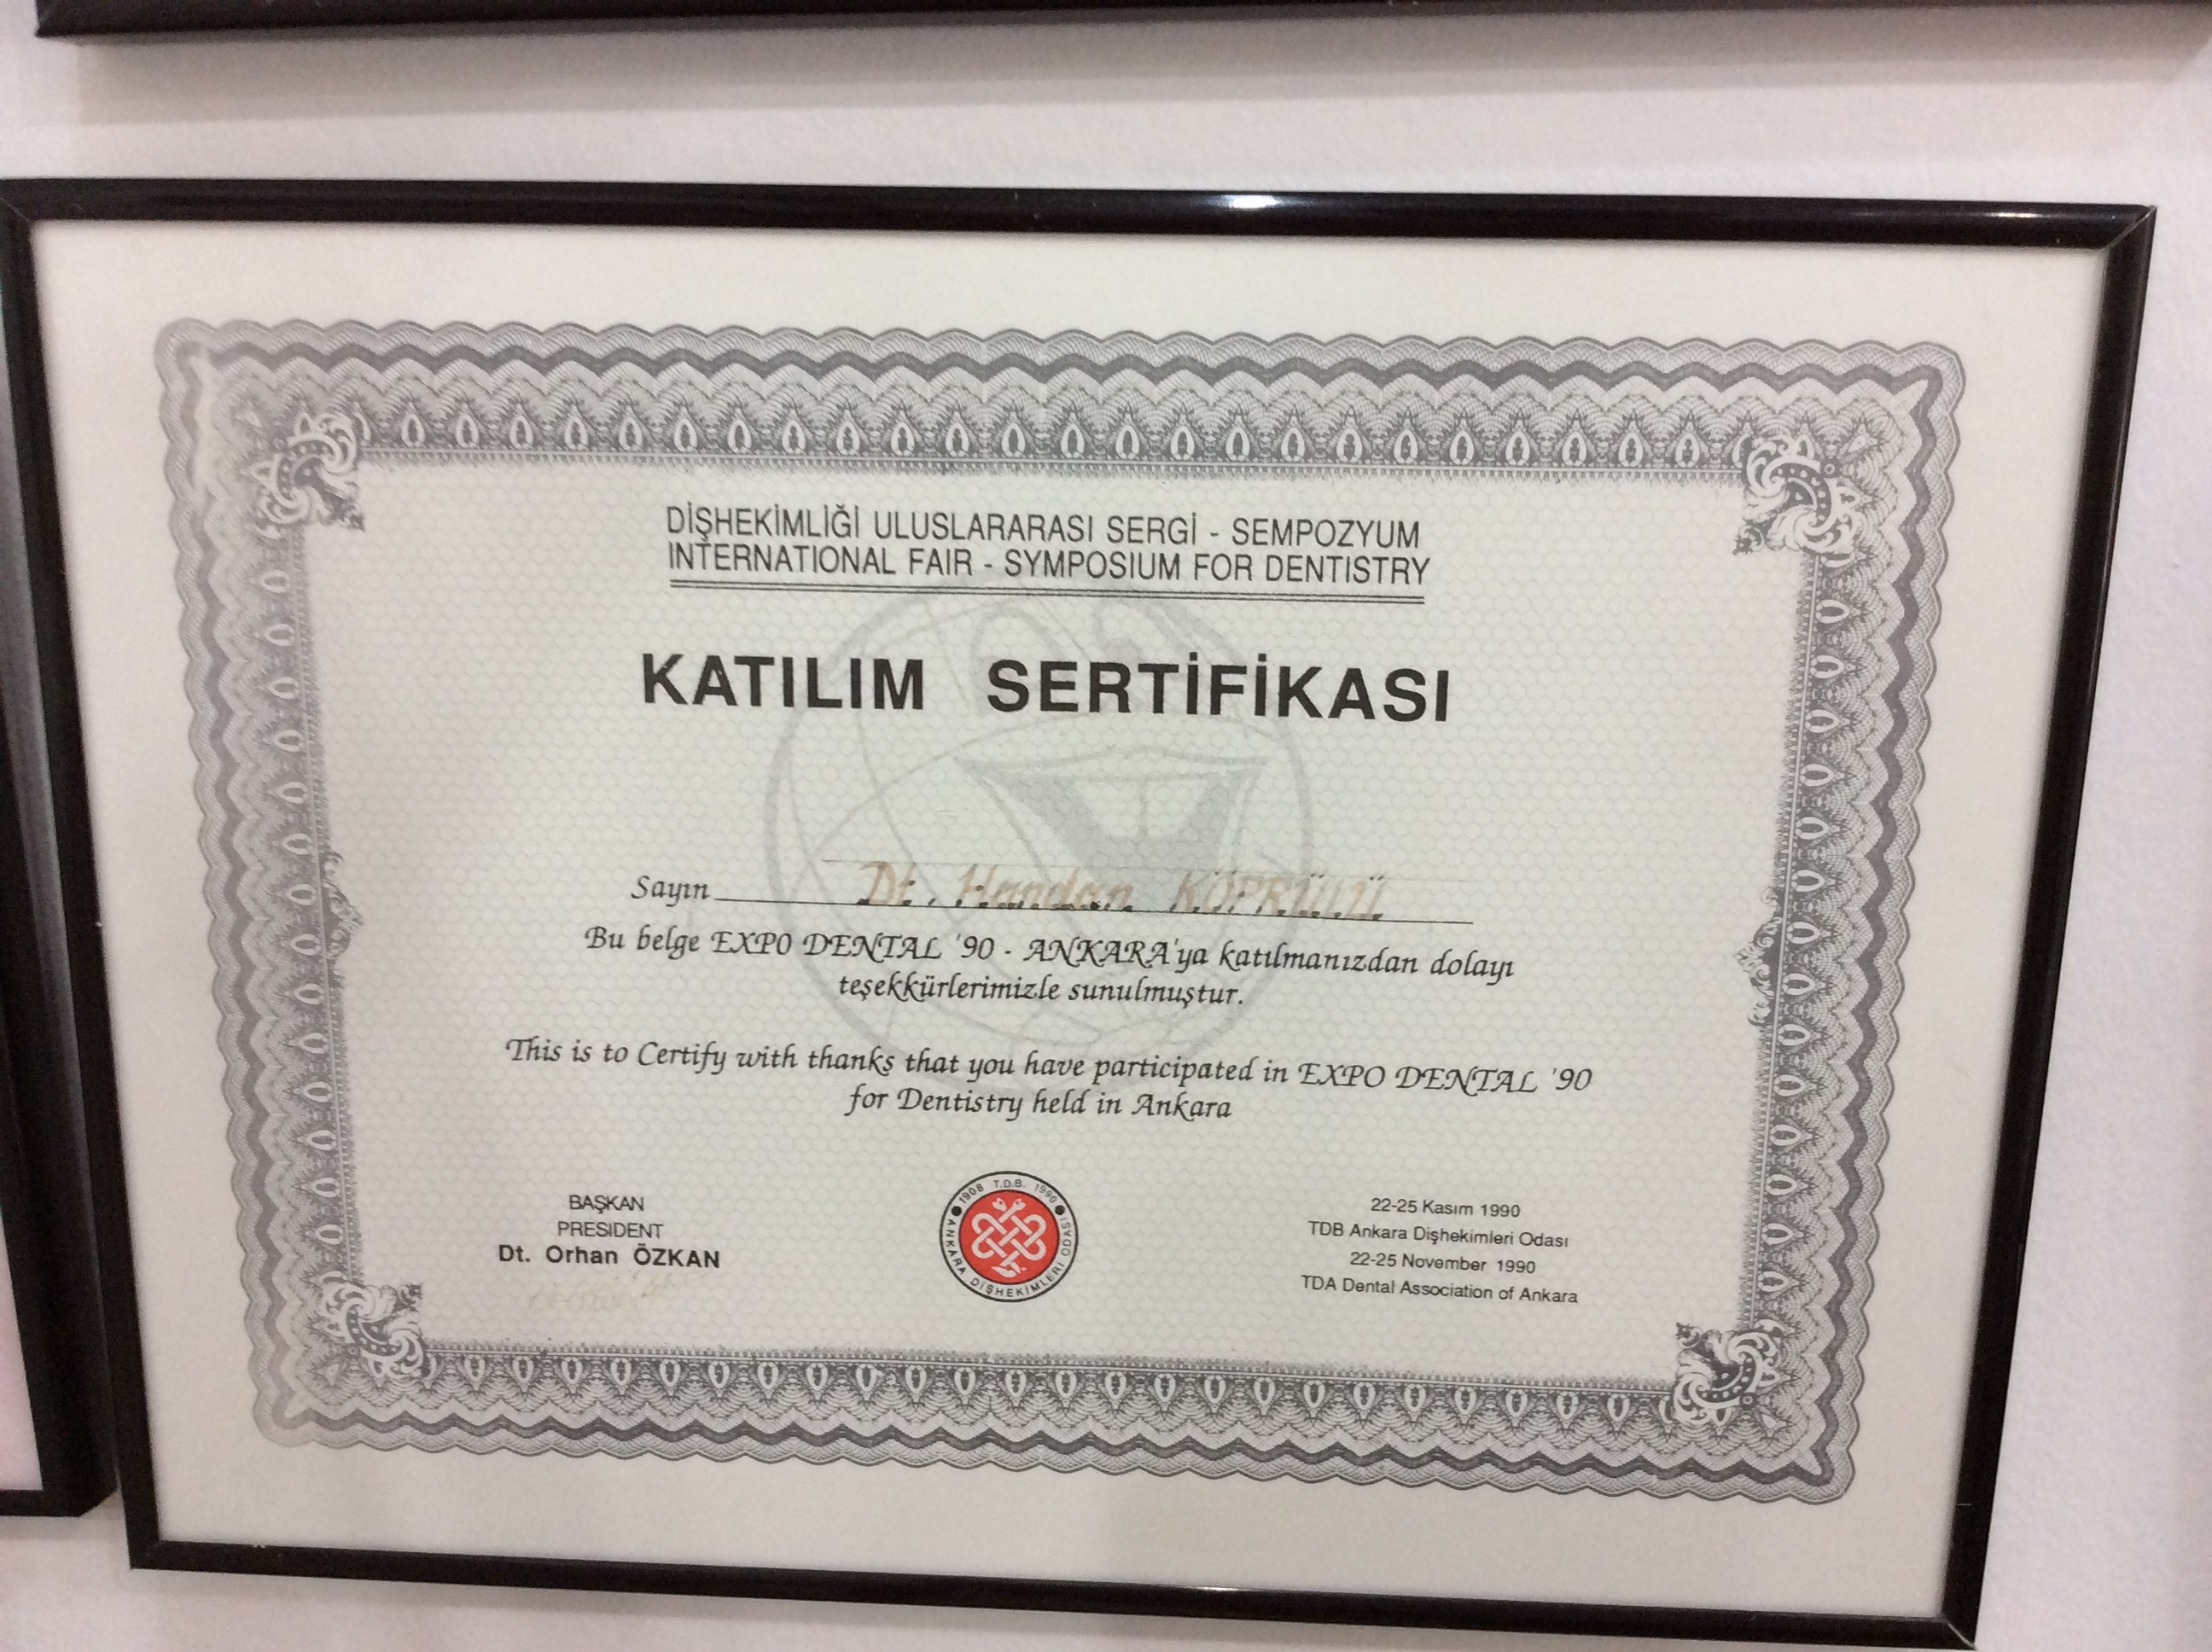 DİŞHEKİMLİĞİ ULUSLARARASI SERGİ - SEMPOZYUM
INTERNATIONAL FAIR - SYMPOSIUM FOR DENTISTRY
KATILIM SERTİFİKASI
Sayın Dt. Handan KÖPRÜLÜ
Bu belge EXPO DENTAL '90 - ANKARA'ya katılmanızdan dolayı
teşekkürlerimizle sunulmuştur.
This is to Certify with thanks that you have participated in EXPO DENTAL '90
for Dentistry held in Ankara
BAŞKAN
PRESIDENT
Dt. Orhan ÖZKAN
1908 T.D.B. 1990
ANKARA DİŞHEKİMLERİ ODASI
22-25 Kasım 1990
TDB Ankara Dişhekimleri Odası
22-25 November 1990
TDA Dental Association of Ankara